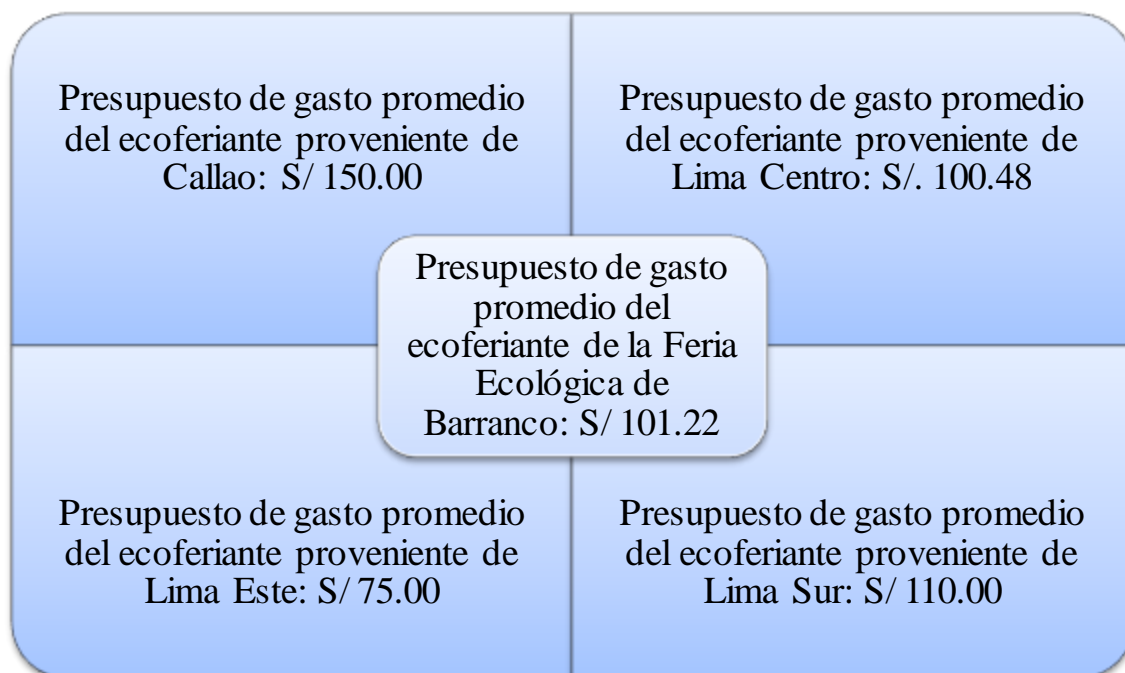 Presupuesto de gasto promedio
del ecoferiante proveniente de
Callao: S/ 150.00
Presupuesto de gasto promedio
del ecoferiante proveniente de
Lima Centro: S/. 100.48
Presupuesto de gasto
promedio del
ecoferiante de la Feria
Ecológica de
Barranco: S/ 101.22
Presupuesto de gasto promedio
del ecoferiante proveniente de
Lima Este: S/ 75.00
Presupuesto de gasto promedio
del ecoferiante proveniente de
Lima Sur: S/ 110.00